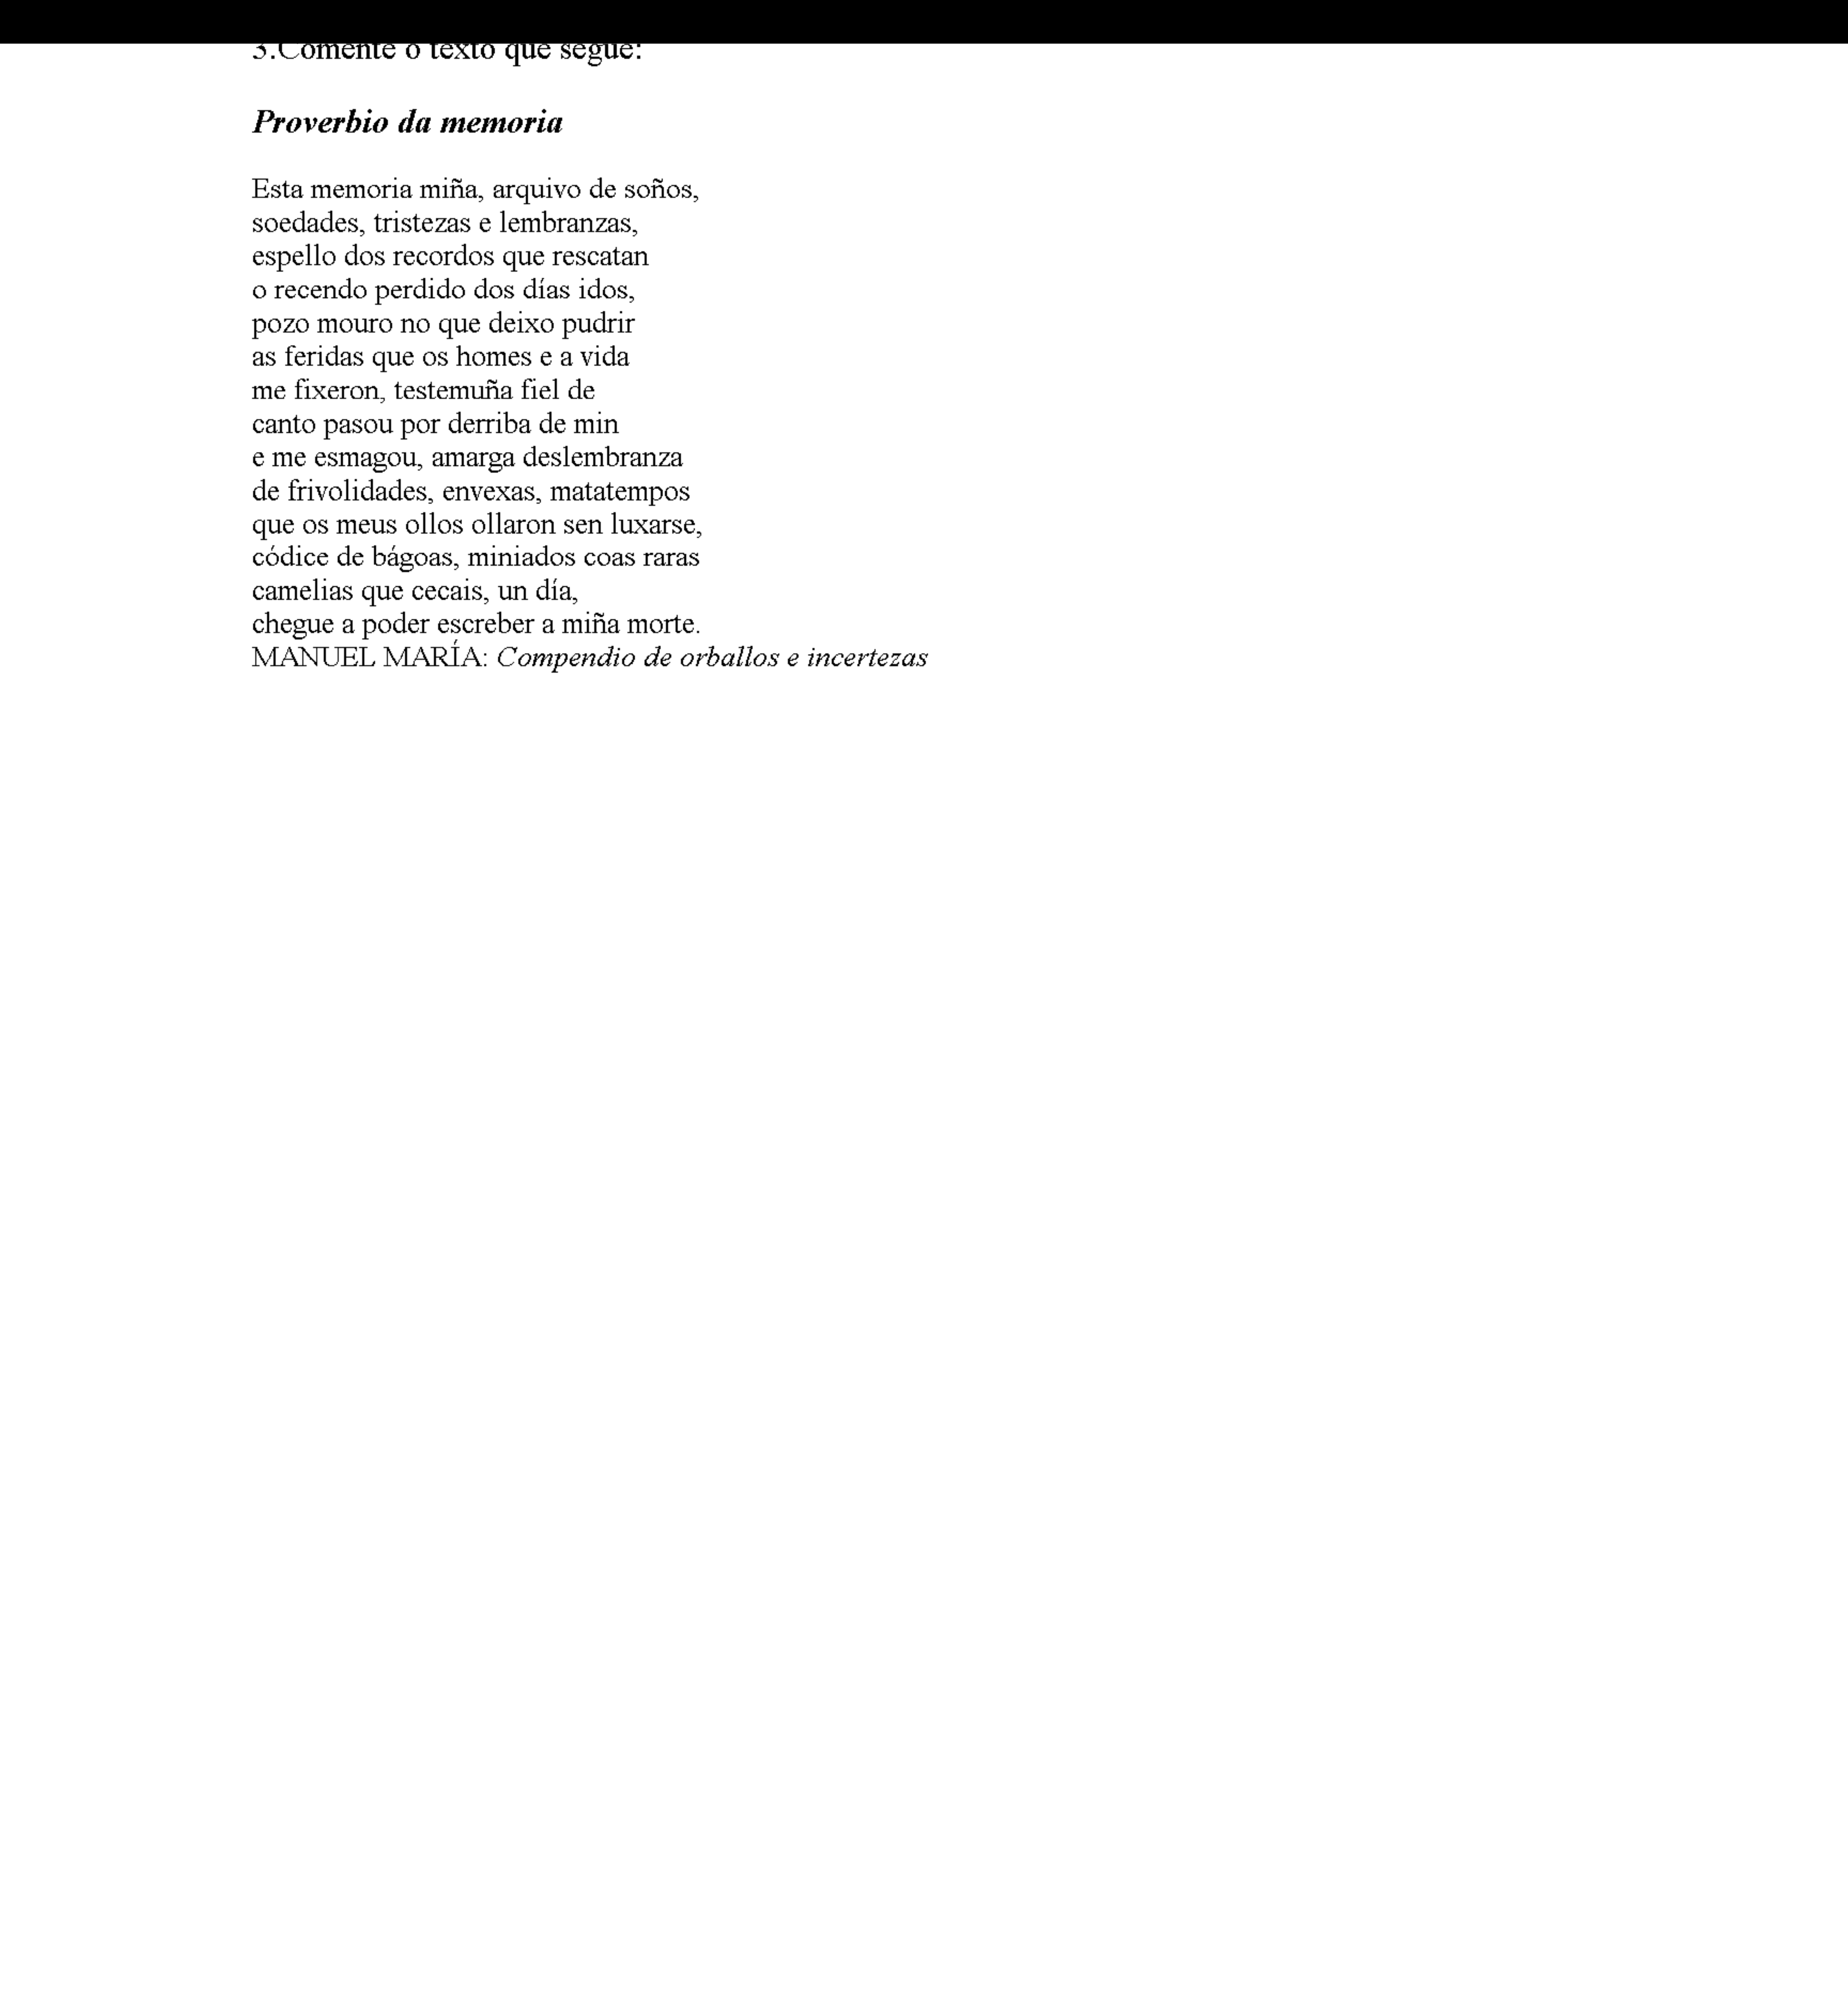 3.Comente o texto que segue:
Proverbio da memoria
Esta memoria miña, arquivo de soños,
soedades, tristezas e lembranzas,
espello dos recordos que rescatan
o recendo perdido dos días idos,
pozo mouro no que deixo pudrir
as feridas que os homes e a vida
me fixeron, testemuña fiel de
canto pasou por derriba de min
e me esmagou, amarga deslembranza
de frivolidades, envexas, matatempos
que os meus ollos ollaron sen luxarse,
códice de bágoas, miniados coas raras
camelias que cecais, un día,
chegue a poder escreber a miña morte.
MANUEL MARÍA: Compendio de orballos e incertezas